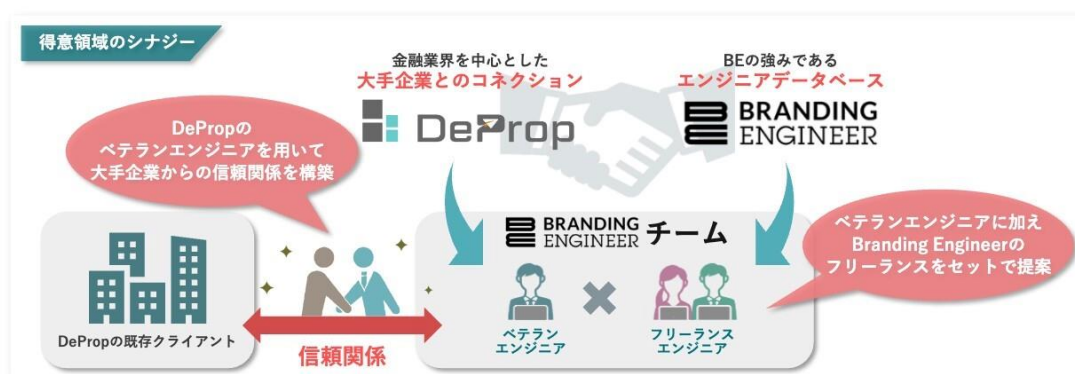 得意領域のシナジー
金融業界を中心とした
大手企業とのコネクション
DeProp
BEの強みである
エンジニアデータベース
BRANDING
ENGINEER
DePropの
ベテランエンジニアを用いて
大手企業からの信頼関係を構築
BRANDING
ENGINEER チーム
ベテランエンジニアに加え
Branding Engineerの
フリーランスをセットで提案
DePropの既存クライアント
信頼関係
ベテラン
エンジニア
フリーランス
エンジニア